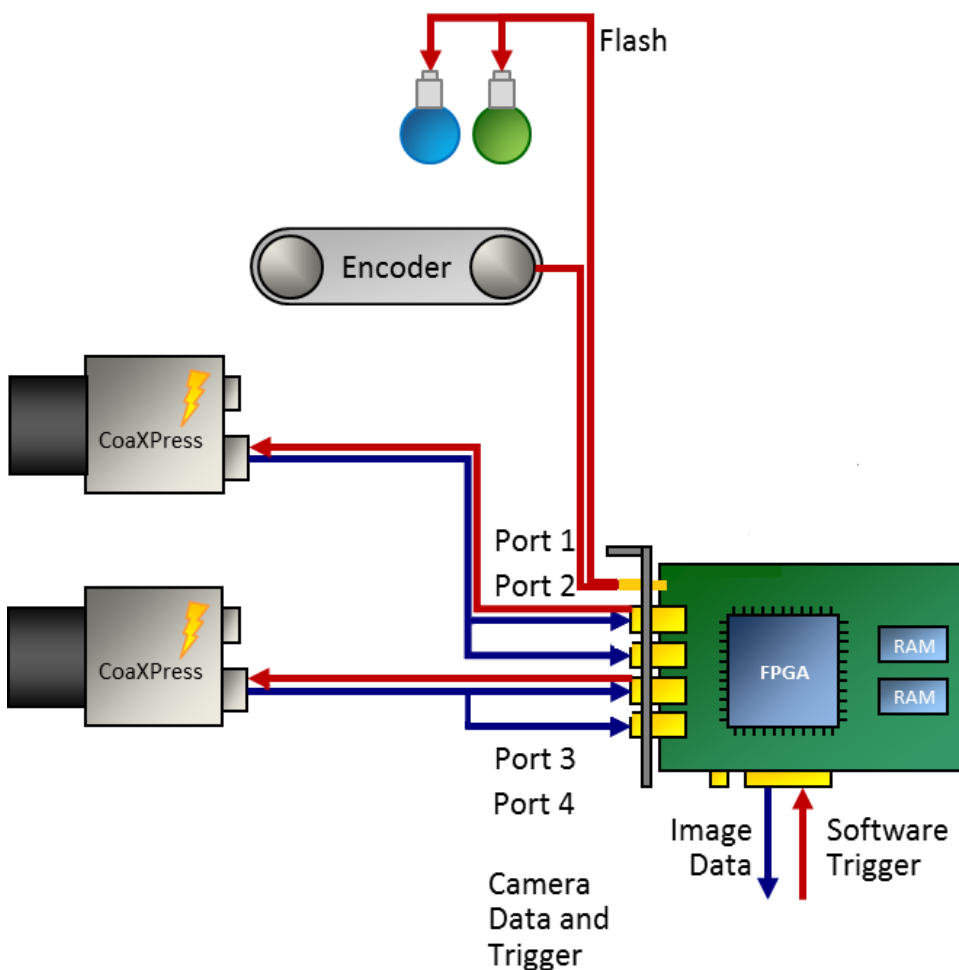 Flash
Encoder
CoaXPress
Port 1
Port 2
CoaXPress
FPGA
RAM
RAM
Port 3
Port 4
Image
Data
Software
Trigger
Camera
Data and
Trigger